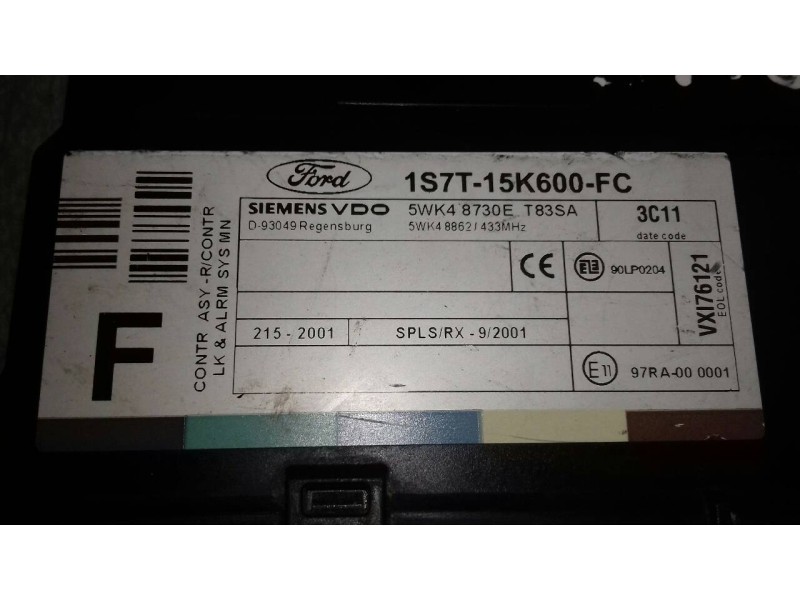 Ford
1S7T-15K600-FC
SIEMENS VDO
D-93049 Regensburg
5WK4 8730E T83SA
5WK4 8862/ 433MHz
3C11
date code
CE
90LP0204
VXI76121
EOL code
215 - 2001
SPLS/RX - 9/2001
E11
97RA-00 0001
CONTR ASY -R/CONTR
LK & ALRM SYS MN
F